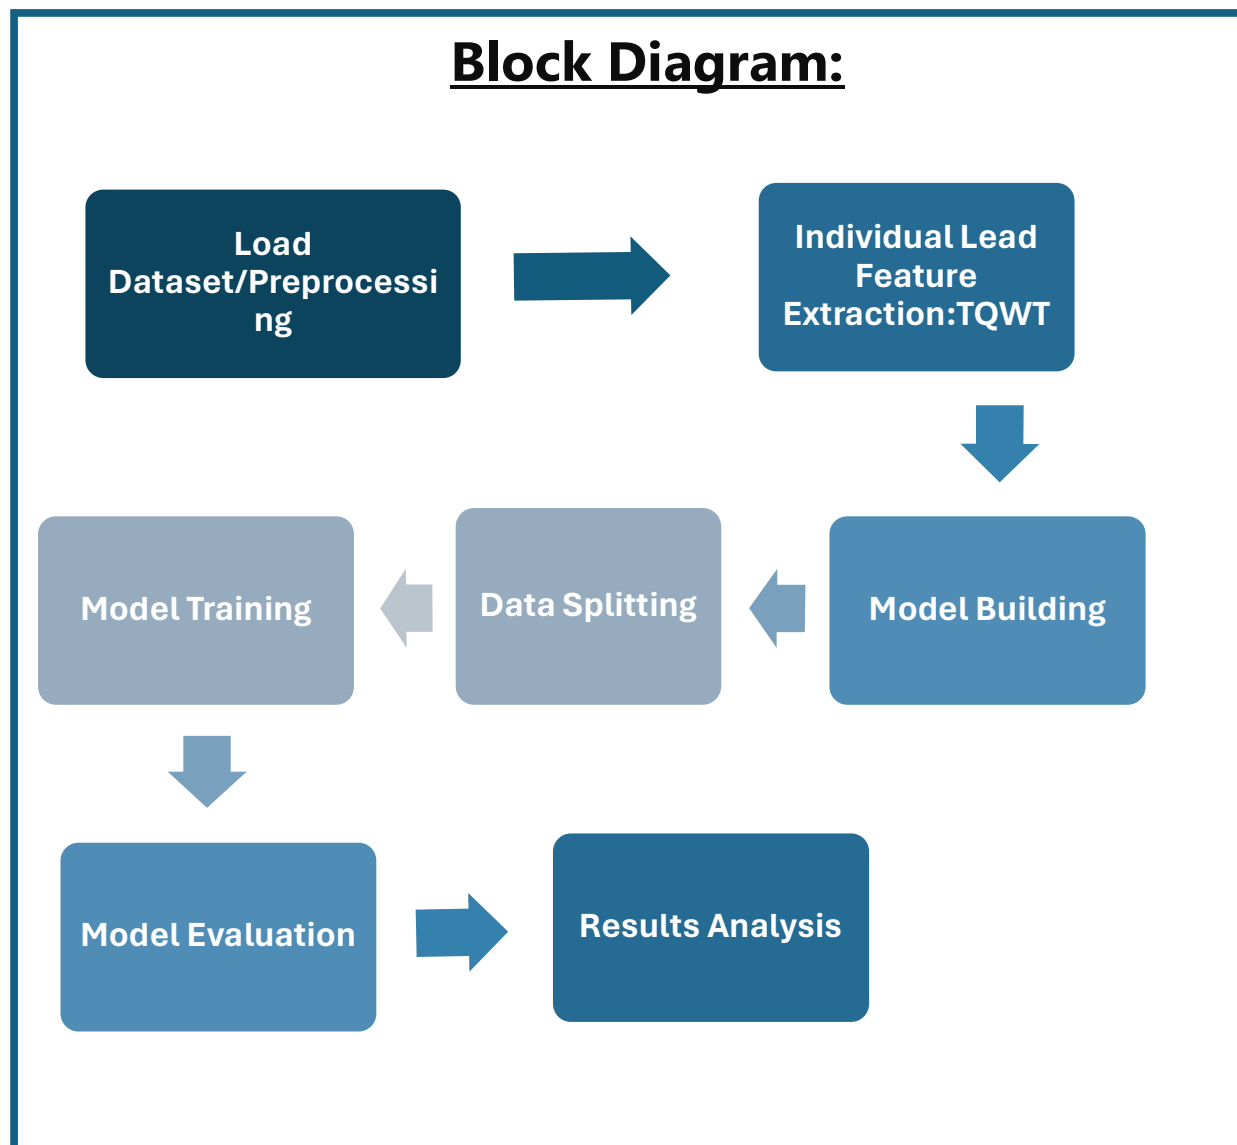 Block Diagram:
Load
Dataset/Preprocessi
ng
Individual Lead
Feature
Extraction:TQWT
Model Building
Data Splitting
Model Training
Model Evaluation
Results Analysis